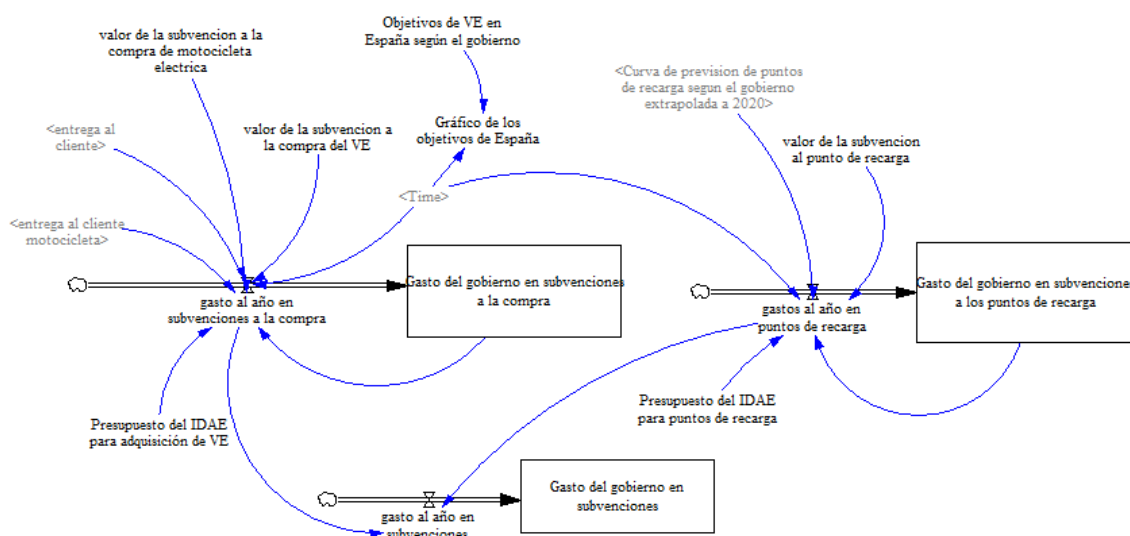 valor de la subvencion a la
compra de motocicleta
electrica
Objetivos de VE en
España según el gobierno
<Curva de prevision de puntos
de recarga segun el gobierno
extrapolada a 2020>
<entrega al
cliente>
valor de la subvencion a
la compra del VE
Gráfico de los
objetivos de España
valor de la subvencion
al punto de recarga
<Time>
<entrega al cliente
motocicleta>
gasto al año en
subvenciones a la compra
Gasto del gobierno en subvenciones
a la compra
gastos al año en
puntos de recarga
Gasto del gobierno en subvenciones
a los puntos de recarga
Presupuesto del IDAE
para adquisición de VE
Presupuesto del IDAE
para puntos de recarga
gasto al año en
subvenciones
Gasto del gobierno en
subvenciones